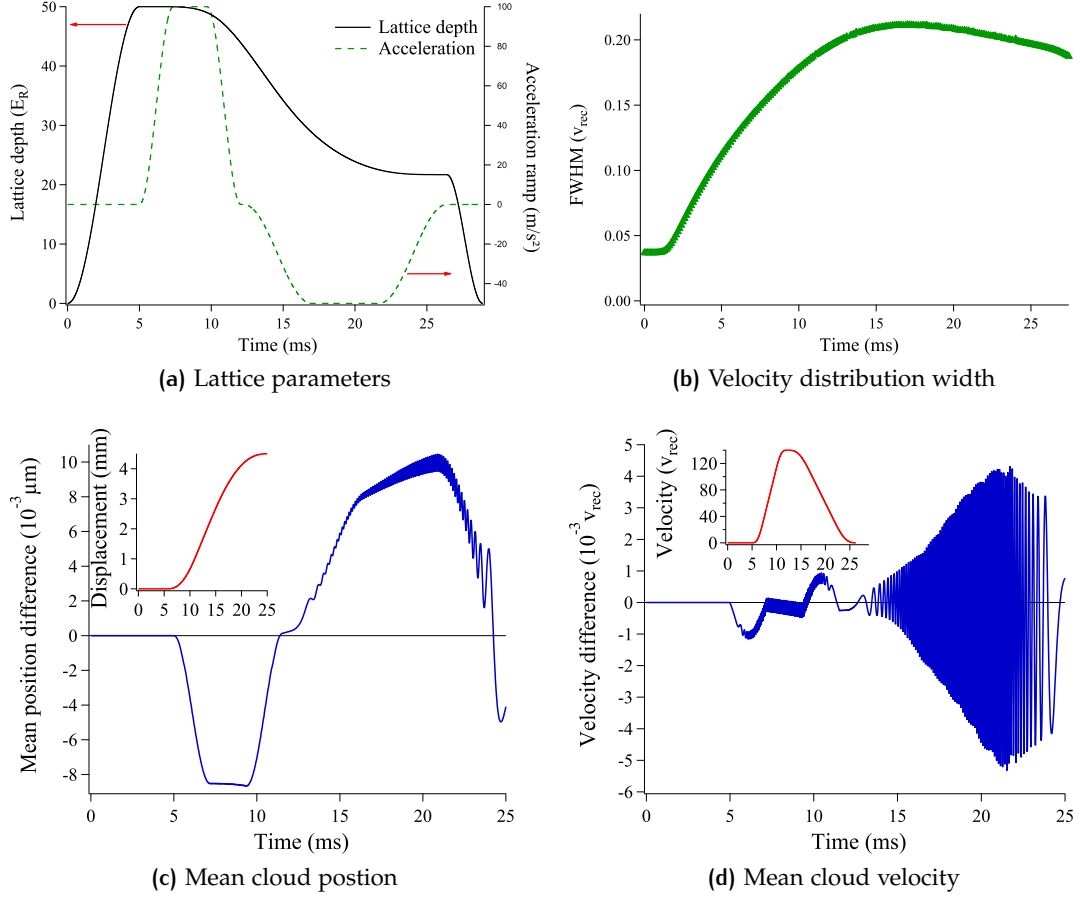 50
40
30
20
10
0
Lattice depth (E_R)
Lattice depth
Acceleration
100
80
60
40
20
0
-20
-40
Acceleration ramp (m/s²)
0 5 10 15 20 25
Time (ms)
(a) Lattice parameters
0.20
0.15
0.10
0.05
0.00
FWHM (v_rec)
0 5 10 15 20 25
Time (ms)
(b) Velocity distribution width
10
8
6
4
2
0
-2
-4
-6
-8
Mean position difference (10⁻³ µm)
Displacement (mm)
4
3
2
1
0
0 5 10 15 20 25
0 5 10 15 20 25
Time (ms)
(c) Mean cloud postion
5
4
3
2
1
0
-1
-2
-3
-4
-5
-6
Velocity difference (10⁻³ v_rec)
Velocity (v_rec)
120
80
40
0
0 5 10 15 20 25
0 5 10 15 20 25
Time (ms)
(d) Mean cloud velocity